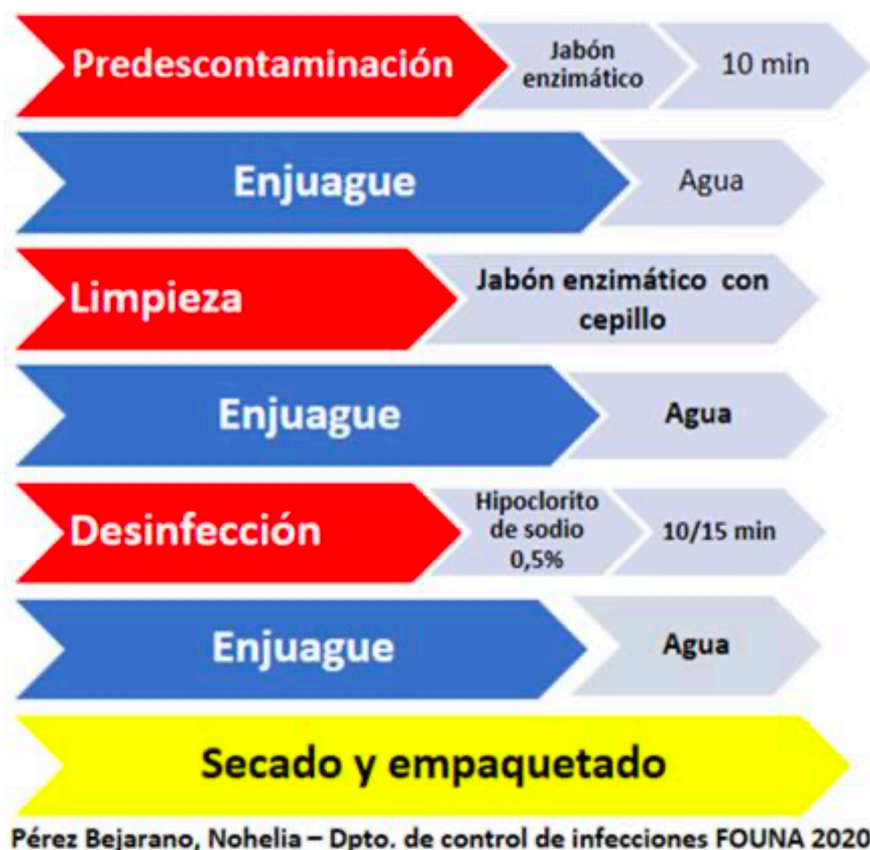 Predescontaminación
Jabón
enzimático
10 min
Enjuague
Agua
Limpieza
Jabón enzimático con
cepillo
Enjuague
Agua
Desinfección
Hipoclorito
de sodio
0,5%
10/15 min
Enjuague
Agua
Secado y empaquetado
Pérez Bejarano, Nohelia – Dpto. de control de infecciones FOUNA 2020